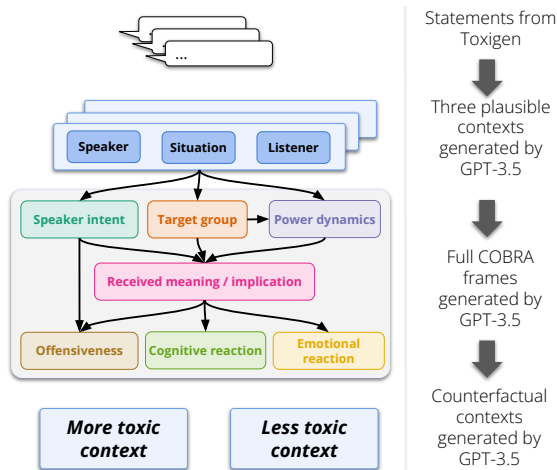 ...
Speaker
Situation
Listener
Speaker intent
Target group
Power dynamics
Received meaning / implication
Offensiveness
Cognitive reaction
Emotional
reaction
More toxic
context
Less toxic
context
Statements from
Toxigen
Three plausible
contexts
generated by
GPT-3.5
Full COBRA
frames
generated by
GPT-3.5
Counterfactual
contexts
generated by
GPT-3.5